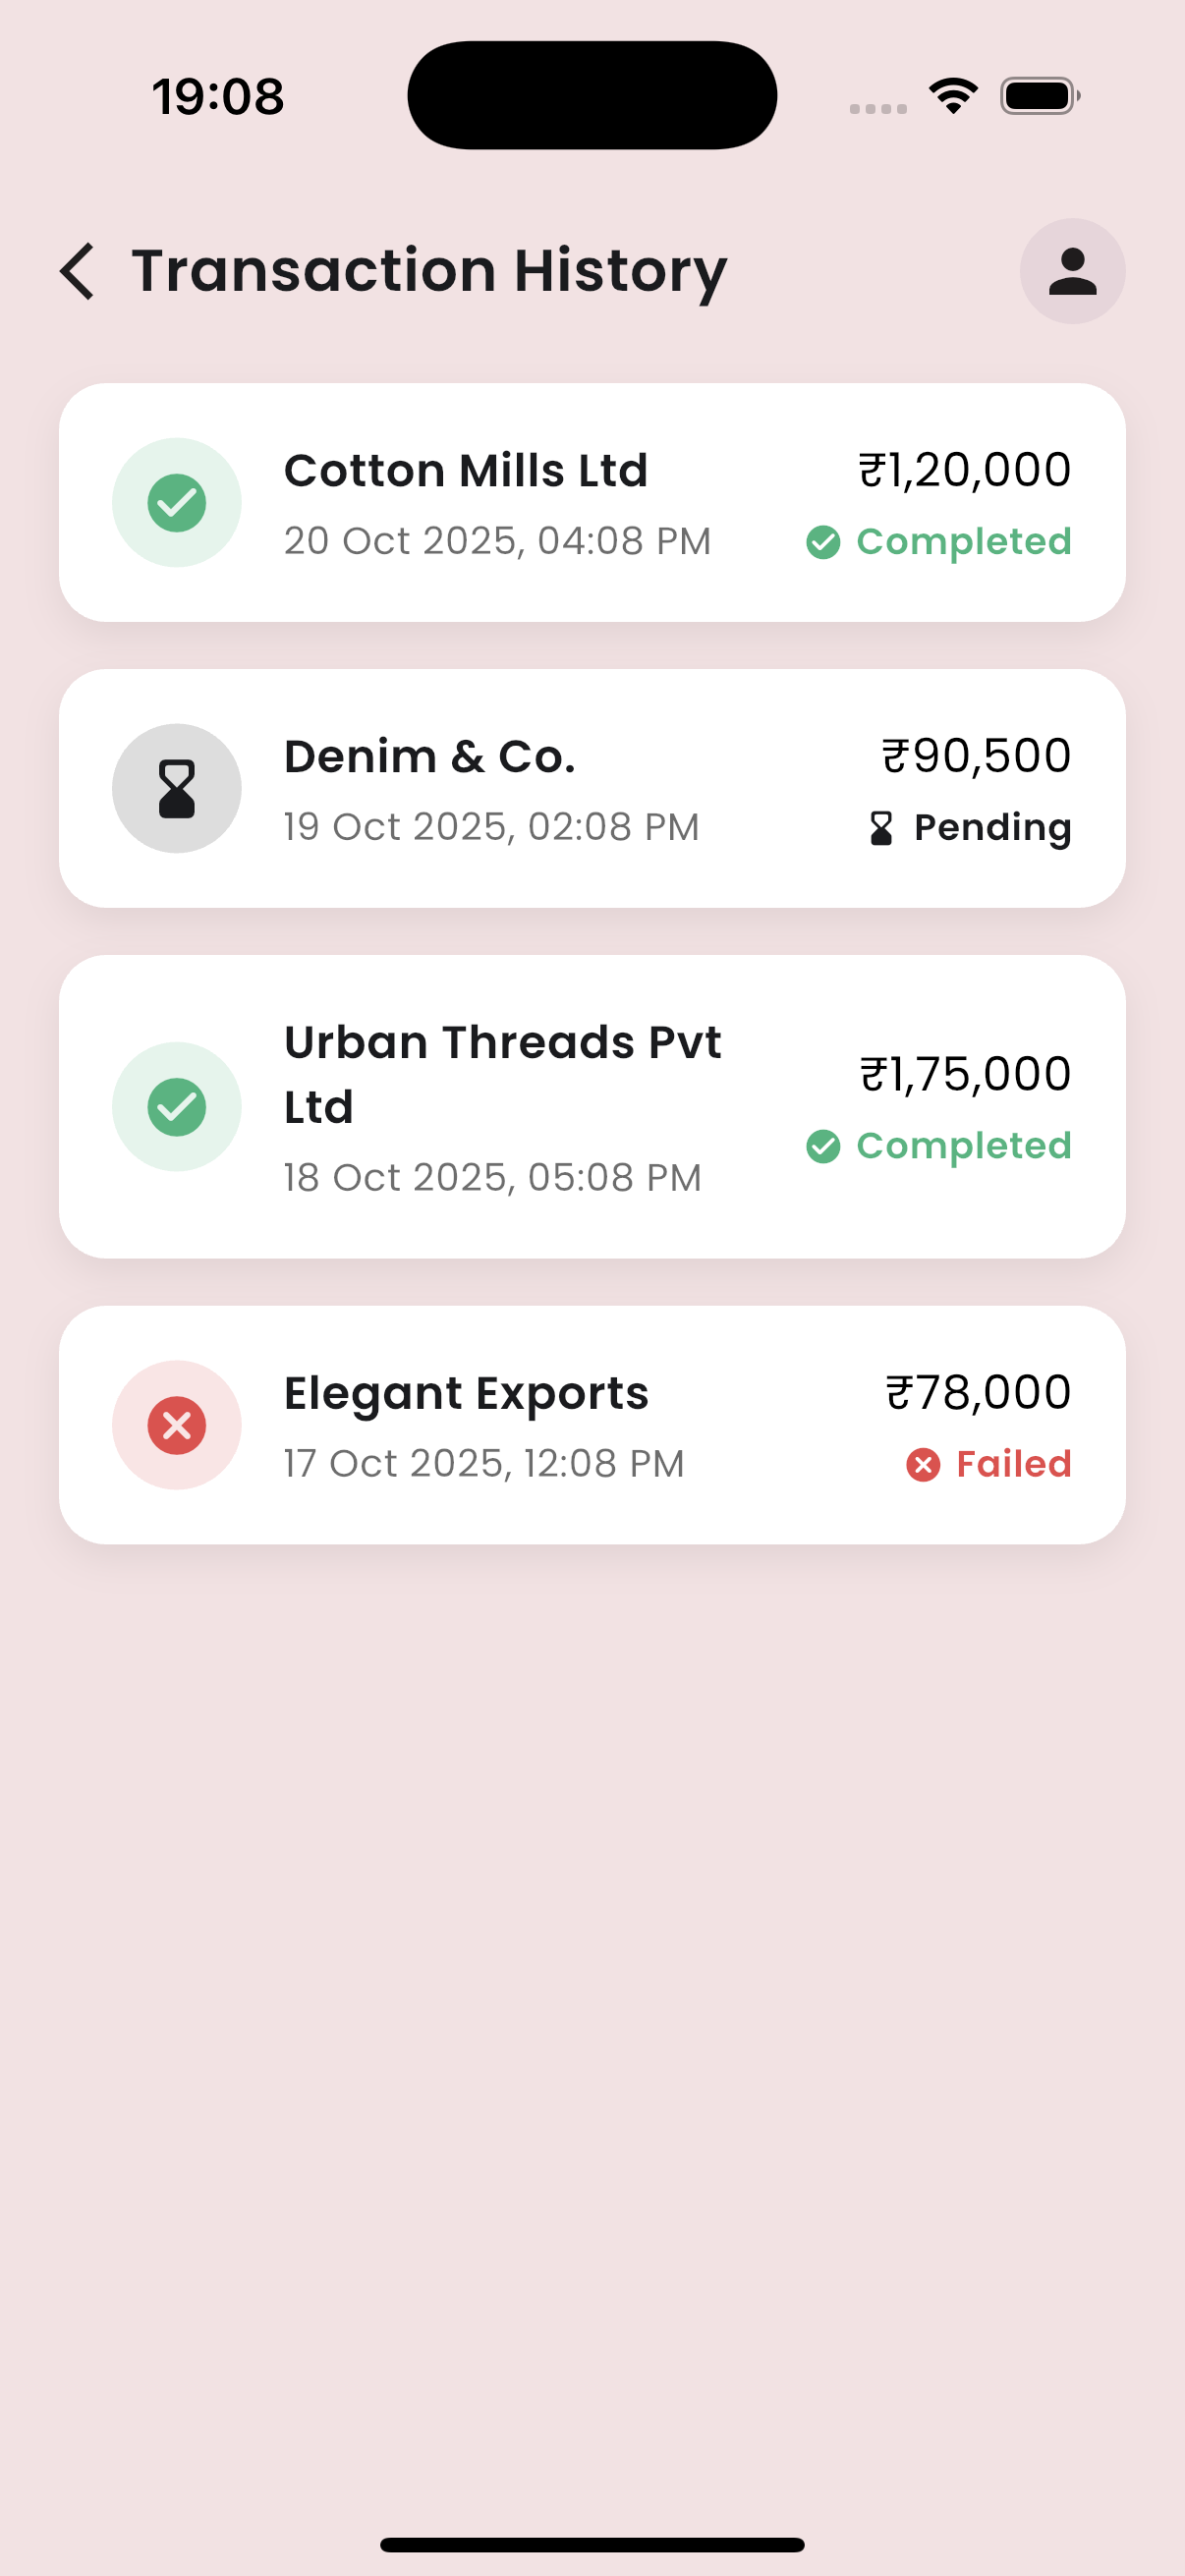 19:08
Transaction History
Cotton Mills Ltd
₹1,20,000
20 Oct 2025, 04:08 PM
Completed
Denim & Co.
₹90,500
19 Oct 2025, 02:08 PM
Pending
Urban Threads Pvt
Ltd
₹1,75,000
18 Oct 2025, 05:08 PM
Completed
Elegant Exports
₹78,000
17 Oct 2025, 12:08 PM
Failed